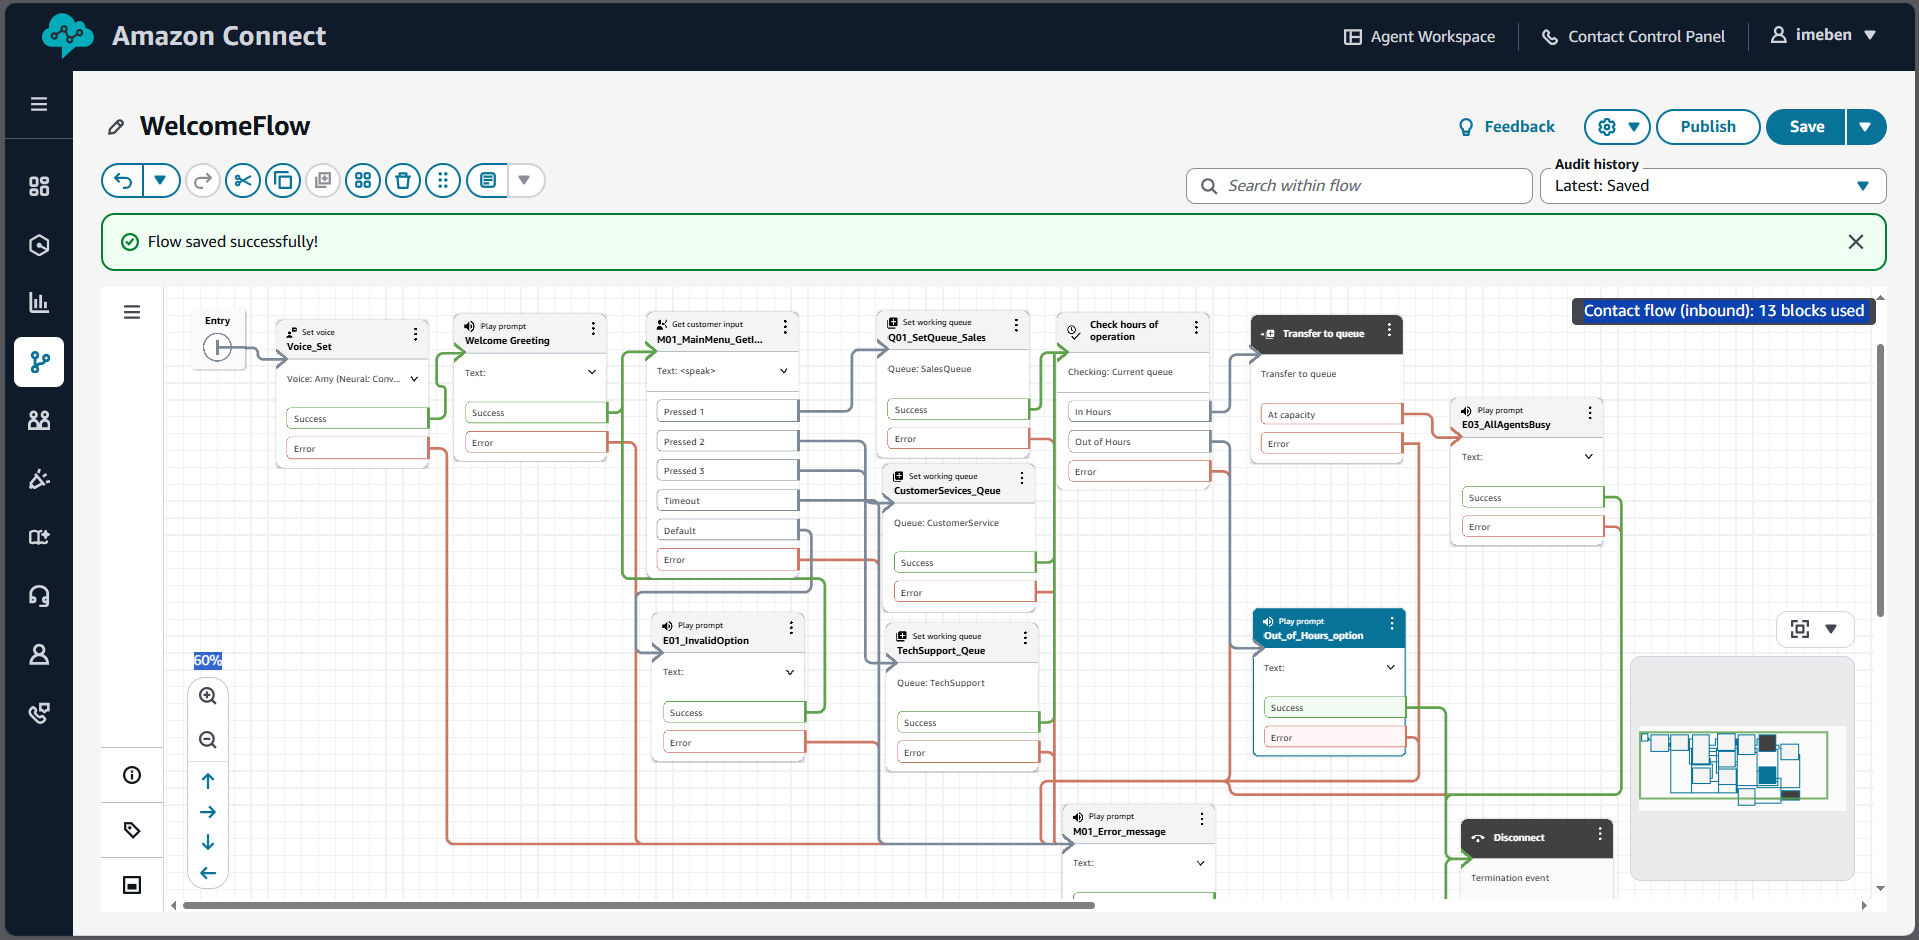 Amazon Connect
Agent Workspace
Contact Control Panel
imeben
WelcomeFlow
Feedback
Publish
Save
Search within flow
Audit history
Latest: Saved
Flow saved successfully!
Contact flow (inbound): 13 blocks used
Entry
Set voice
Voice_Set
Voice: Amy (Neural: Conv...
Success
Error
Play prompt
Welcome Greeting
Text:
Success
Error
Get customer input
M01_MainMenu_GetI...
Text: <speak>
Pressed 1
Pressed 2
Pressed 3
Timeout
Default
Error
Set working queue
Q01_SetQueue_Sales
Queue: SalesQueue
Success
Error
Check hours of
operation
Checking: Current queue
In Hours
Out of Hours
Error
Transfer to queue
Transfer to queue
At capacity
Error
Play prompt
E03_AllAgentsBusy
Text:
Success
Error
Set working queue
CustomerSevices_Qeue
Queue: CustomerService
Success
Error
Play prompt
E01_InvalidOption
Text:
Success
Error
Set working queue
TechSupport_Qeue
Queue: TechSupport
Success
Error
Play prompt
Out_of_Hours_option
Text:
Success
Error
60%
Play prompt
M01_Error_message
Text:
Disconnect
Termination event